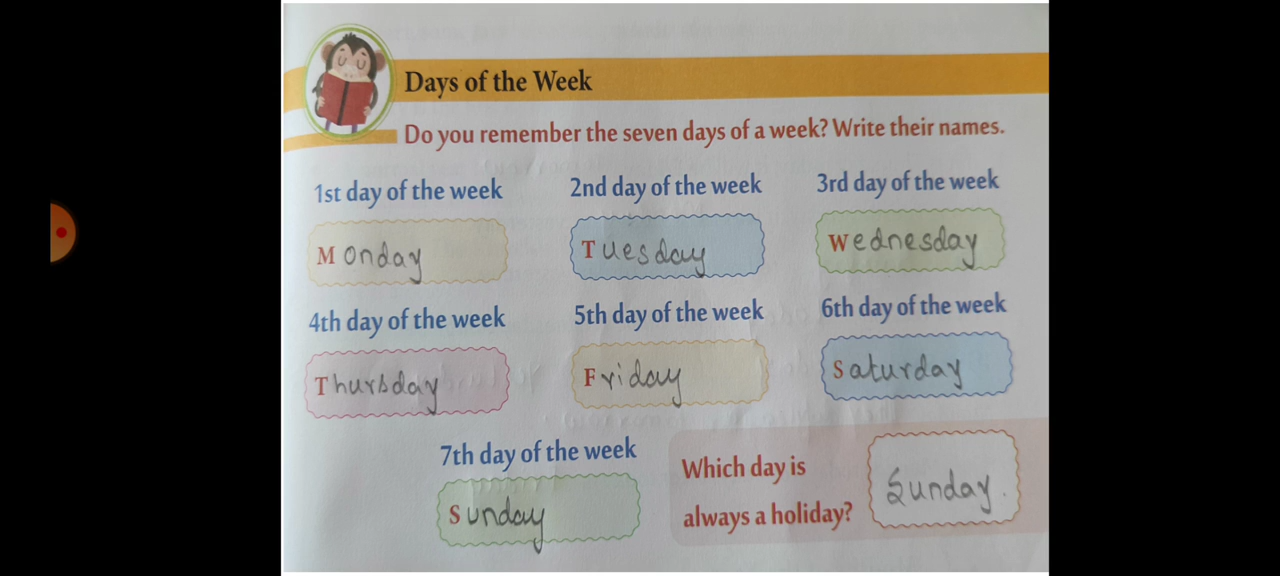 Days of the Week
Do you remember the seven days of a week? Write their names.
1st day of the week 2nd day of the week 3rd day of the week
Monday Tuesday Wednesday
4th day of the week 5th day of the week 6th day of the week
Thursday Friday Saturday
7th day of the week
Sunday
Which day is
always a holiday?
Sunday.